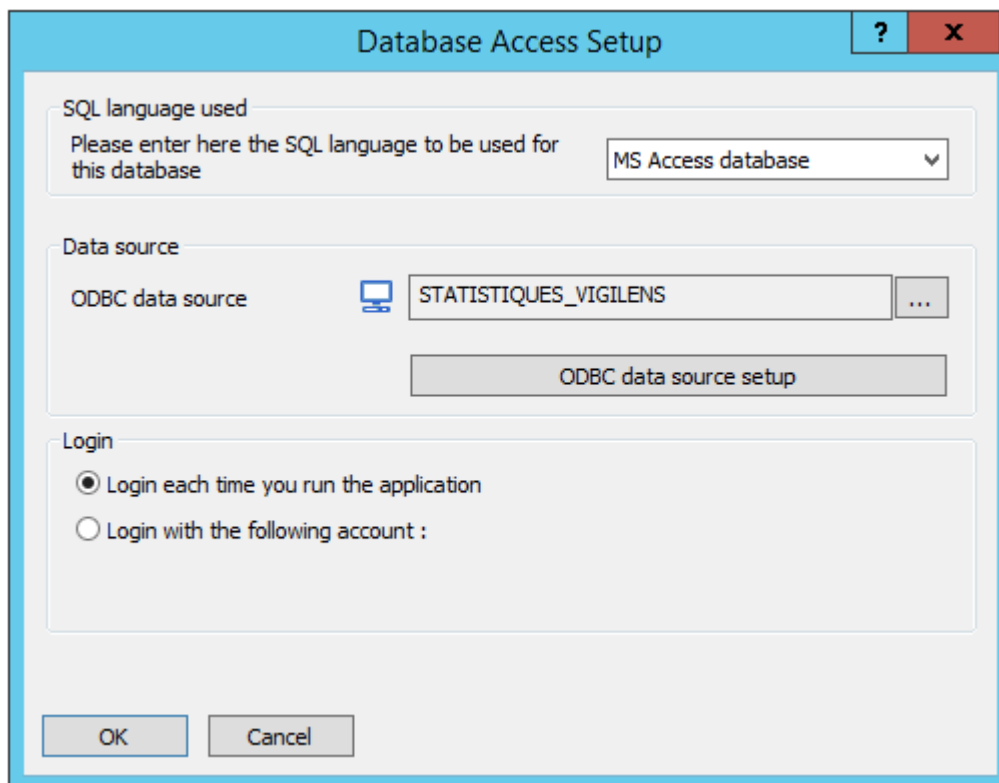 Database Access Setup
?
x
SQL language used
Please enter here the SQL language to be used for
this database
MS Access database
Data source
ODBC data source
STATISTIQUES_VIGILENS
...
ODBC data source setup
Login
Login each time you run the application
Login with the following account :
OK
Cancel